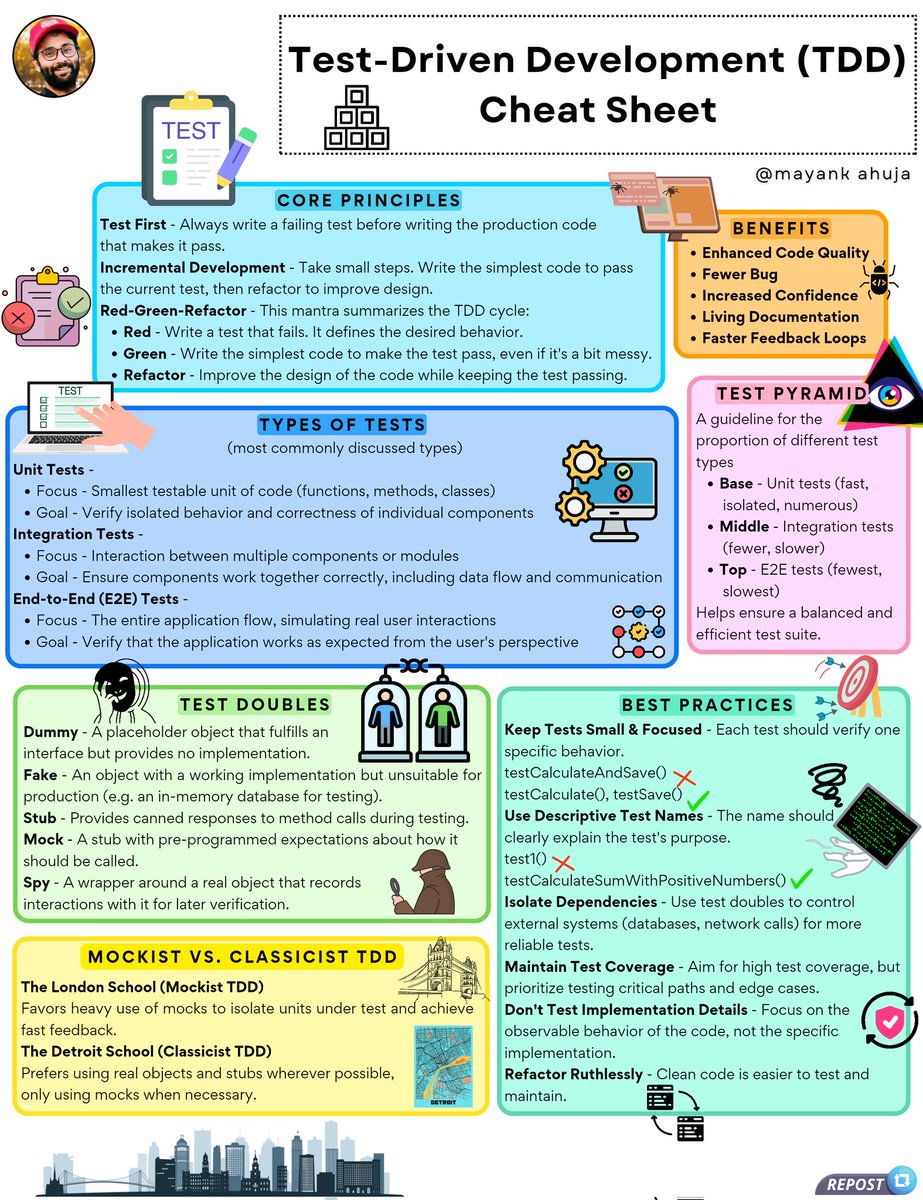 Test-Driven Development (TDD)
Cheat Sheet
@mayank ahuja
TEST
CORE PRINCIPLES
Test First - Always write a failing test before writing the production code
that makes it pass.
Incremental Development - Take small steps. Write the simplest code to pass
the current test, then refactor to improve design.
Red-Green-Refactor - This mantra summarizes the TDD cycle:
• Red - Write a test that fails. It defines the desired behavior.
• Green - Write the simplest code to make the test pass, even if it's a bit messy.
• Refactor - Improve the design of the code while keeping the test passing.
BENEFITS
• Enhanced Code Quality
• Fewer Bug
• Increased Confidence
• Living Documentation
• Faster Feedback Loops
TEST
TYPES OF TESTS
(most commonly discussed types)
Unit Tests -
• Focus - Smallest testable unit of code (functions, methods, classes)
• Goal - Verify isolated behavior and correctness of individual components
Integration Tests -
• Focus - Interaction between multiple components or modules
• Goal - Ensure components work together correctly, including data flow and communication
End-to-End (E2E) Tests -
• Focus - The entire application flow, simulating real user interactions
• Goal - Verify that the application works as expected from the user's perspective
TEST PYRAMID
A guideline for the
proportion of different test
types
• Base - Unit tests (fast,
isolated, numerous)
• Middle - Integration tests
(fewer, slower)
• Top - E2E tests (fewest,
slowest)
Helps ensure a balanced and
efficient test suite.
TEST DOUBLES
Dummy - A placeholder object that fulfills an
interface but provides no implementation.
Fake - An object with a working implementation but unsuitable for
production (e.g. an in-memory database for testing).
Stub - Provides canned responses to method calls during testing.
Mock - A stub with pre-programmed expectations about how it
should be called.
Spy - A wrapper around a real object that records
interactions with it for later verification.
BEST PRACTICES
Keep Tests Small & Focused - Each test should verify one
specific behavior.
testCalculateAndSave()
testCalculate(), testSave()
Use Descriptive Test Names - The name should
clearly explain the test's purpose.
test1()
testCalculateSumWithPositiveNumbers()
Isolate Dependencies - Use test doubles to control
external systems (databases, network calls) for more
reliable tests.
Maintain Test Coverage - Aim for high test coverage, but
prioritize testing critical paths and edge cases.
Don't Test Implementation Details - Focus on the
observable behavior of the code, not the specific
implementation.
Refactor Ruthlessly - Clean code is easier to test and
maintain.
MOCKIST VS. CLASSICIST TDD
The London School (Mockist TDD)
Favors heavy use of mocks to isolate units under test and achieve
fast feedback.
The Detroit School (Classicist TDD)
Prefers using real objects and stubs wherever possible,
only using mocks when necessary.
DETROIT
REPOST